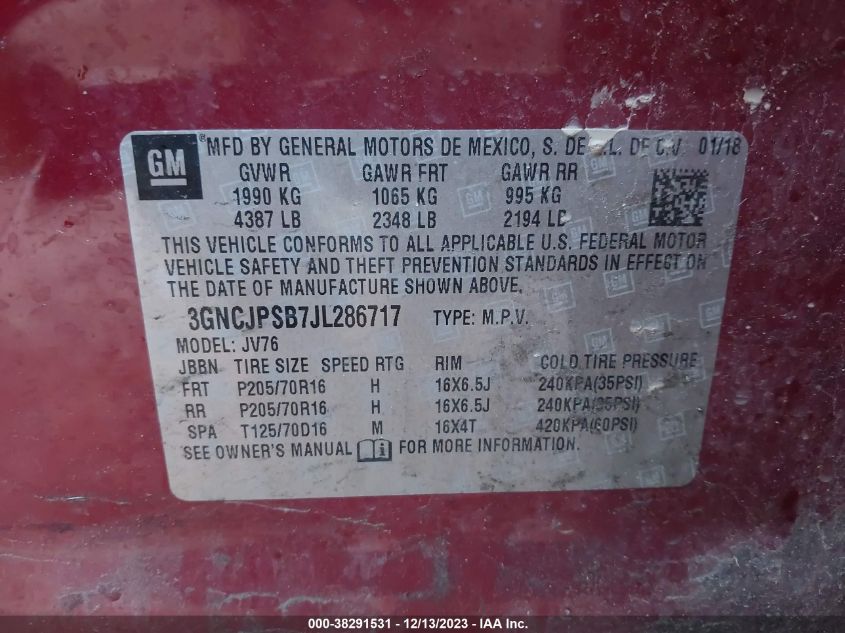 GM ® MFD BY GENERAL MOTORS DE MEXICO, S. DE R.L. DE C.V. 01/18
GVWR GAWR FRT GAWR RR
1990 KG 1065 KG 995 KG
4387 LB 2348 LB 2194 LB
THIS VEHICLE CONFORMS TO ALL APPLICABLE U.S. FEDERAL MOTOR
VEHICLE SAFETY AND THEFT PREVENTION STANDARDS IN EFFECT ON
THE DATE OF MANUFACTURE SHOWN ABOVE.
3GNCJPSB7JL286717 TYPE: M.P.V.
MODEL: JV76
JBBN TIRE SIZE SPEED RTG RIM COLD TIRE PRESSURE
FRT P205/70R16 H 16X6.5J 240KPA(35PSI)
RR P205/70R16 H 16X6.5J 240KPA(35PSI)
SPA T125/70D16 M 16X4T 420KPA(60PSI)
SEE OWNER'S MANUAL FOR MORE INFORMATION.
000-38291531 - 12/13/2023 - IAA Inc.